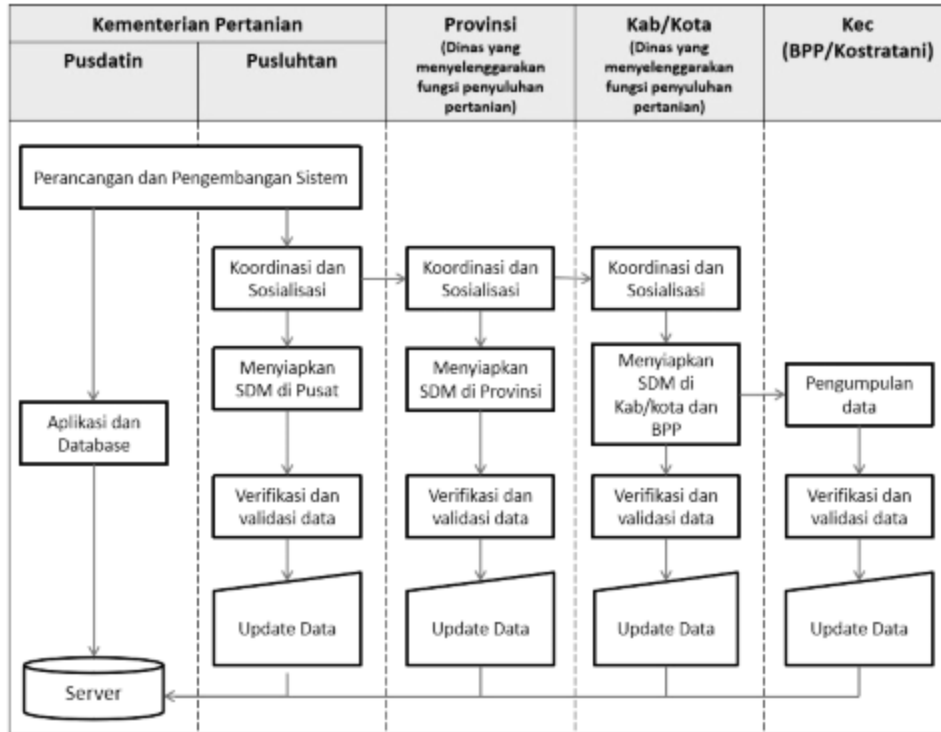 Kementerian Pertanian
Pusdatin
Pusluhtan
Provinsi
(Dinas yang
menyelenggarakan
fungsi penyuluhan
pertanian)
Kab/Kota
(Dinas yang
menyelenggarakan
fungsi penyuluhan
pertanian)
Kec
(BPP/Kostratani)
Perancangan dan Pengembangan Sistem
Koordinasi dan
Sosialisasi
Koordinasi dan
Sosialisasi
Koordinasi dan
Sosialisasi
Menyiapkan
SDM di Pusat
Menyiapkan
SDM di Provinsi
Menyiapkan
SDM di
Kab/kota dan
BPP
Pengumpulan
data
Aplikasi dan
Database
Verifikasi dan
validasi data
Verifikasi dan
validasi data
Verifikasi dan
validasi data
Verifikasi dan
validasi data
Update Data
Update Data
Update Data
Update Data
Server